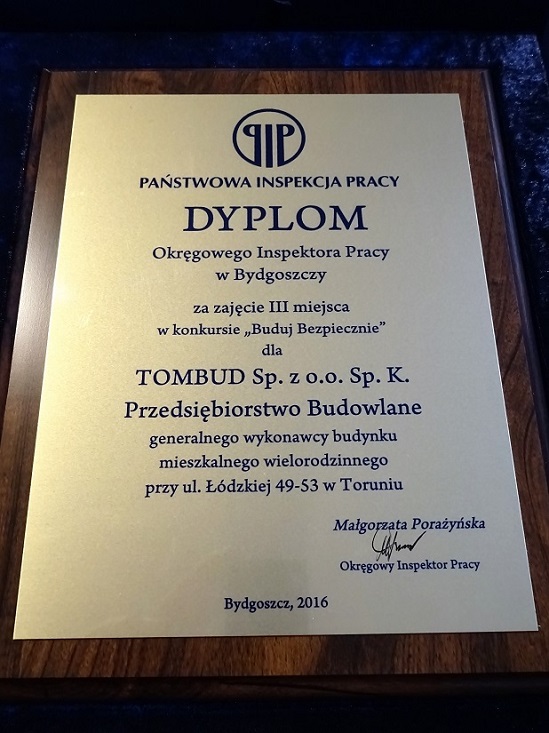 PIP
PAŃSTWOWA INSPEKCJA PRACY
DYPLOM
Okręgowego Inspektora Pracy
w Bydgoszczy
za zajęcie III miejsca
w konkursie „Buduj Bezpiecznie”
dla
TOMBUD Sp. z o.o. Sp. K.
Przedsiębiorstwo Budowlane
generalnego wykonawcy budynku
mieszkalnego wielorodzinnego
przy ul. Łódzkiej 49-53 w Toruniu
Małgorzata Porażyńska
Okręgowy Inspektor Pracy
Bydgoszcz, 2016